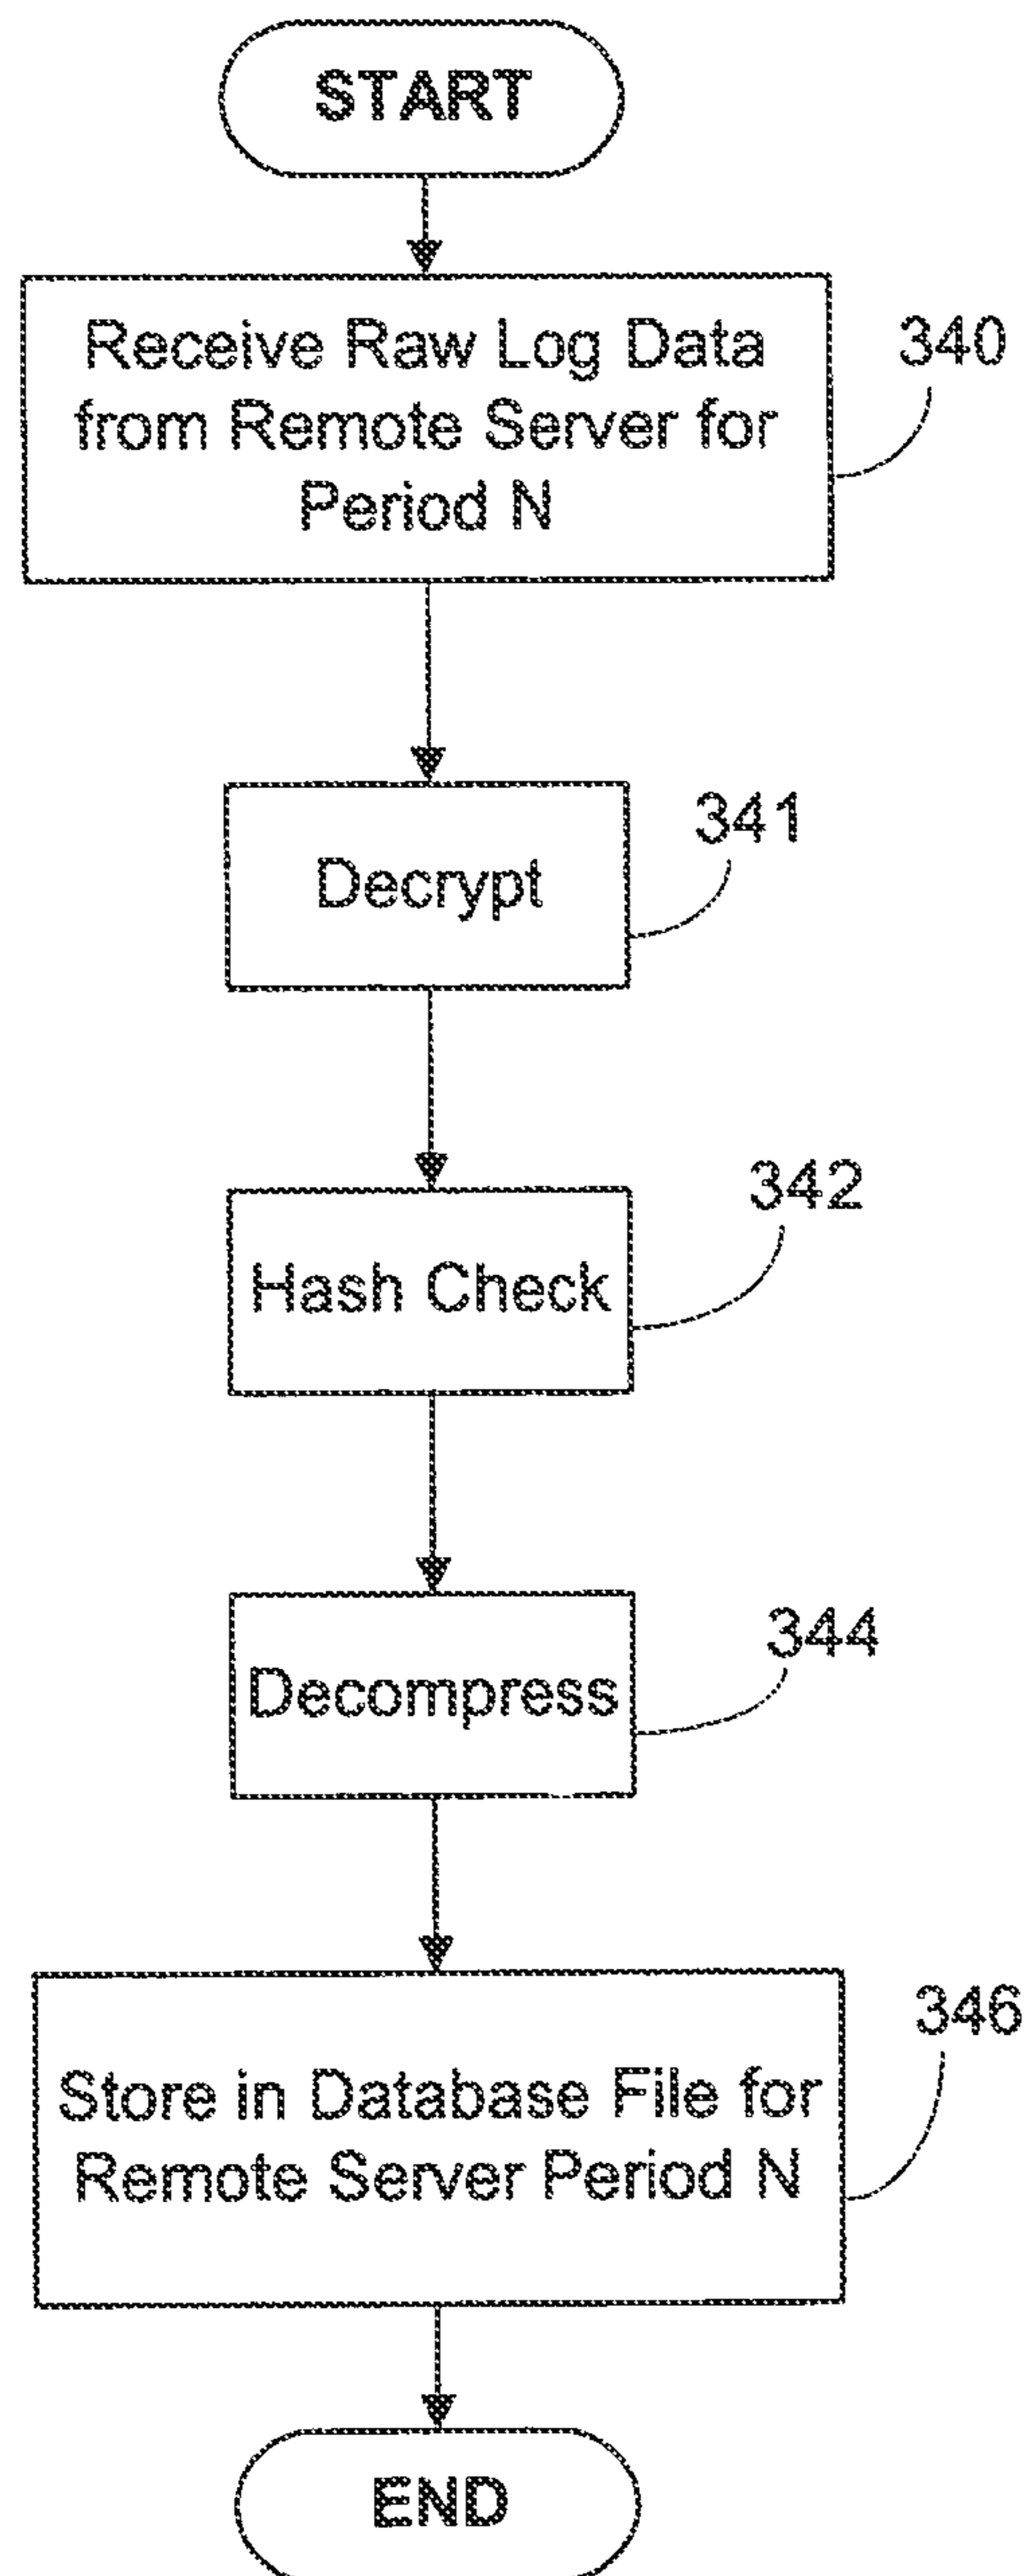 START
Receive Raw Log Data
from Remote Server for
Period N
340
Decrypt
341
Hash Check
342
Decompress
344
Store in Database File for
Remote Server Period N
346
END